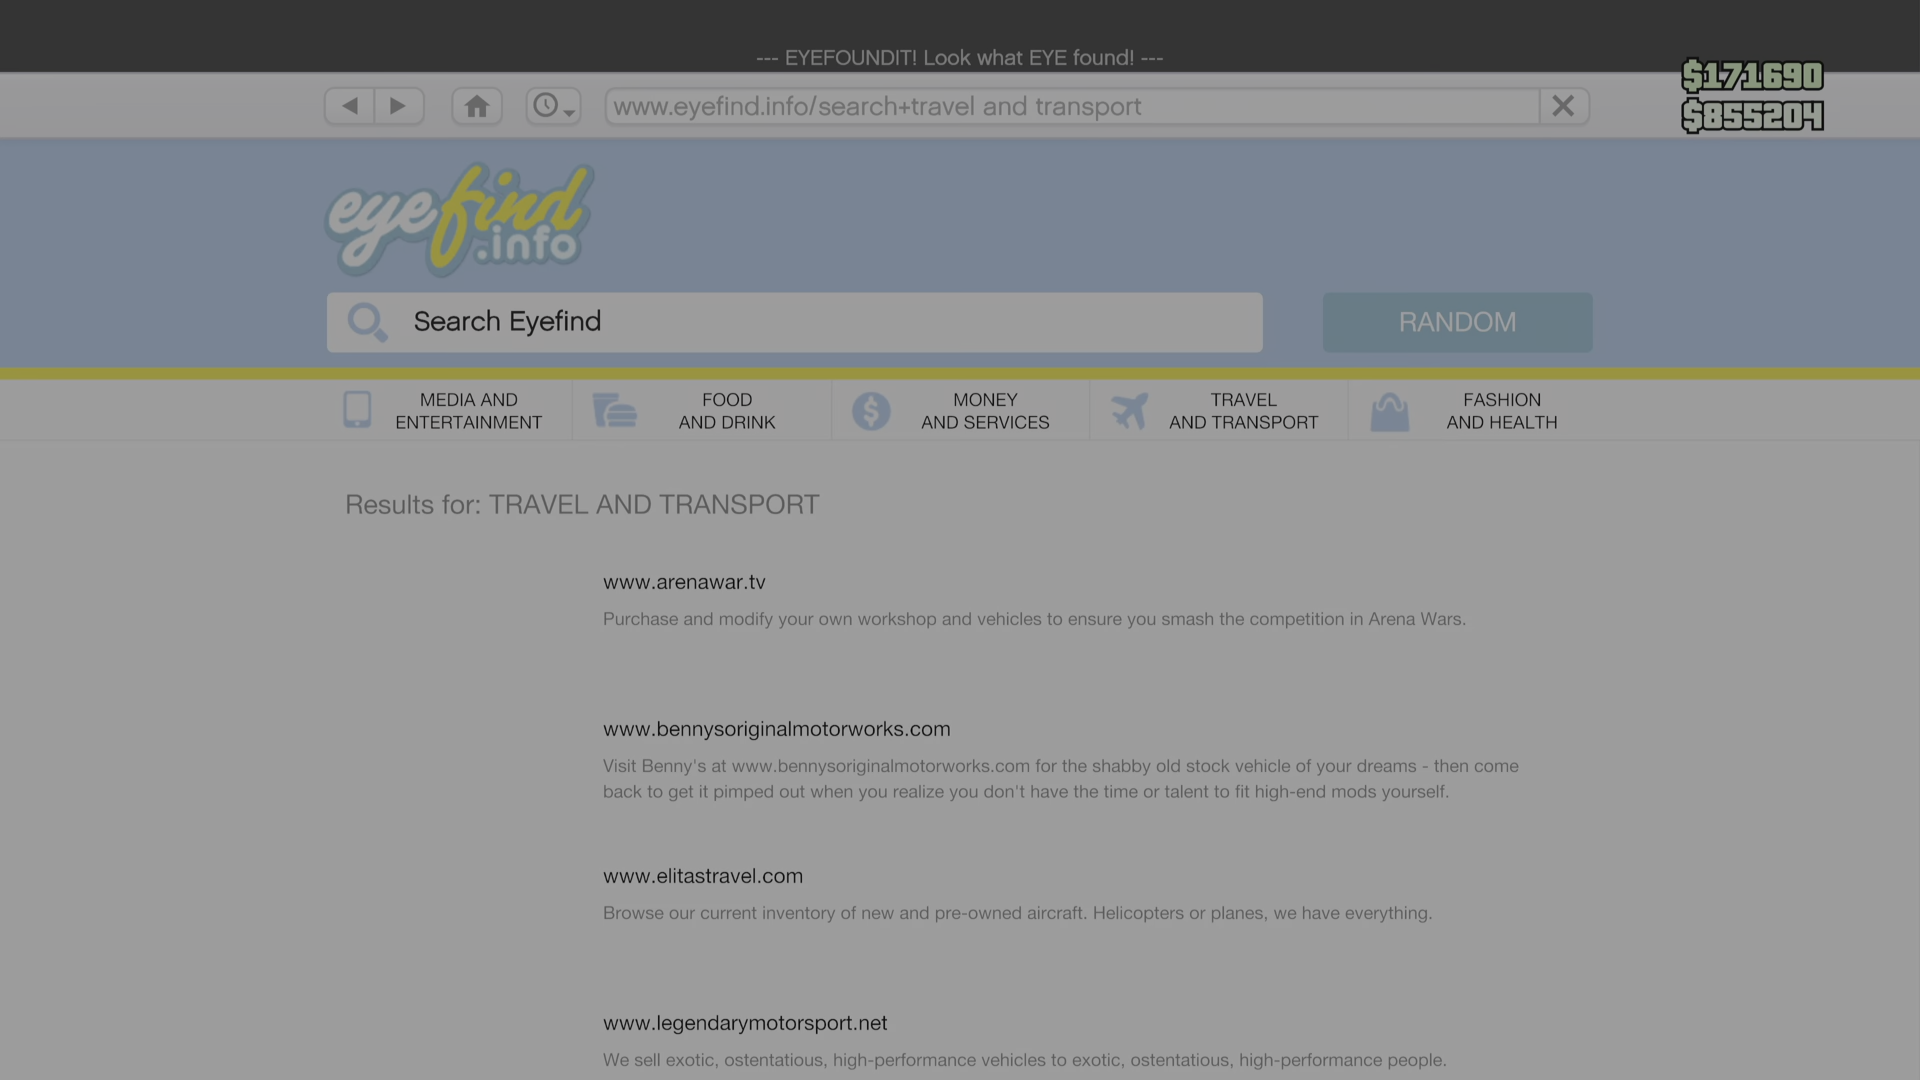 --- EYEFOUNDIT! Look what EYE found! ---
$171690
www.eyefind.info/search+travel and transport
$855204
eyefind
.info
Search Eyefind
RANDOM
MEDIA AND
ENTERTAINMENT
FOOD
AND DRINK
MONEY
AND SERVICES
TRAVEL
AND TRANSPORT
FASHION
AND HEALTH
Results for: TRAVEL AND TRANSPORT
www.arenawar.tv
Purchase and modify your own workshop and vehicles to ensure you smash the competition in Arena Wars.
www.bennysoriginalmotorworks.com
Visit Benny's at www.bennysoriginalmotorworks.com for the shabby old stock vehicle of your dreams - then come
back to get it pimped out when you realize you don't have the time or talent to fit high-end mods yourself.
www.elitastravel.com
Browse our current inventory of new and pre-owned aircraft. Helicopters or planes, we have everything.
www.legendarymotorsport.net
We sell exotic, ostentatious, high-performance vehicles to exotic, ostentatious, high-performance people.